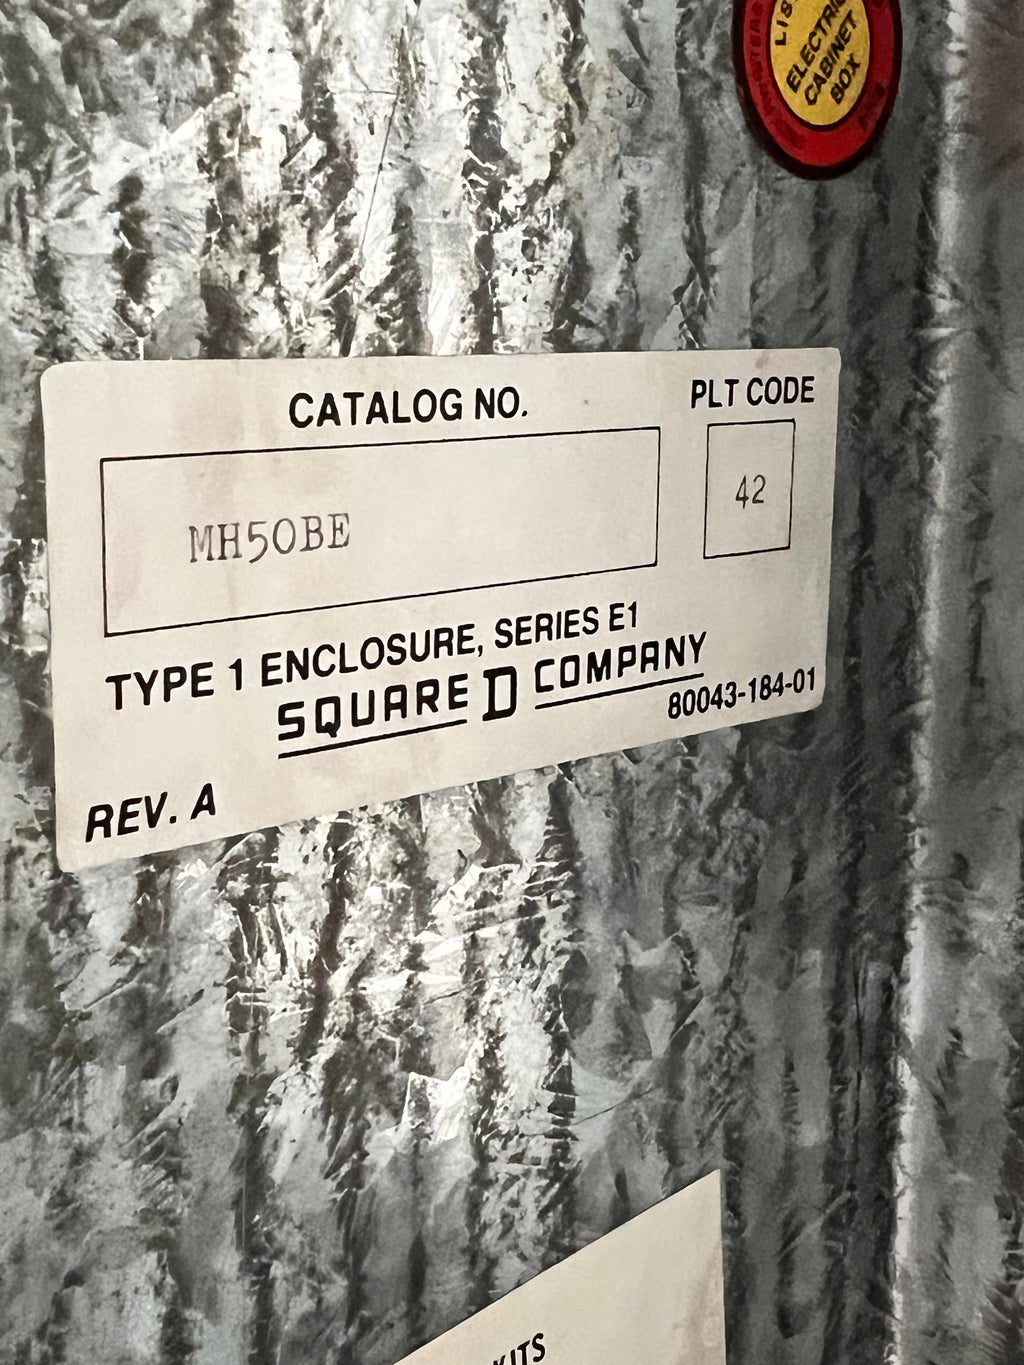 LIS
ELECTRIC
CABINET
BOX
CATALOG NO.
PLT CODE
MH50BE
42
TYPE 1 ENCLOSURE, SERIES E1
SQUARE D COMPANY
80043-184-01
REV. A
KITS